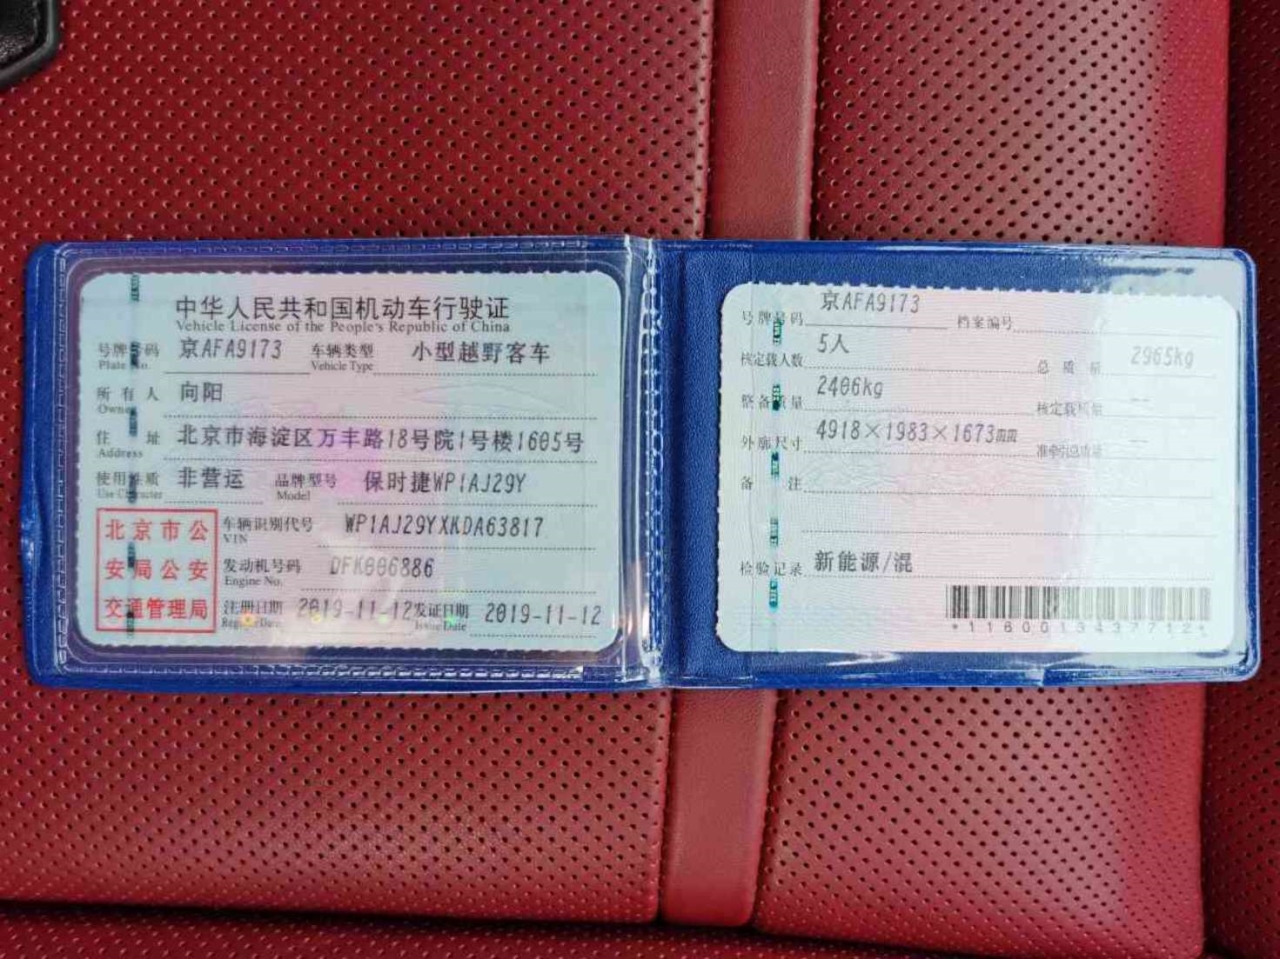 中华人民共和国机动车行驶证
Vehicle License of the People's Republic of China
号牌号码 京AFA9173 车辆类型 小型越野客车
Plate No. Vehicle Type
所有人 向阳
Owner
住址 北京市海淀区万丰路18号院1号楼1605号
Address
使用性质 非营运 品牌型号 保时捷WP1AJ29Y
Use Character Model
北京市公
安局公安
交通管理局
车辆识别代号 WP1AJ29YXKDA63817
VIN
发动机号码 DFK006886
Engine No.
注册日期 2019-11-12 发证日期 2019-11-12
Register Date Issue Date
号牌号码 京AFA9173 档案编号
核定载人数 5人 总质量 2965kg
整备质量 2406kg 核定载质量 --
外廓尺寸 4918×1983×1673mm 准牵引总质量 --
备注
检验记录 新能源/混
*1160013437712*